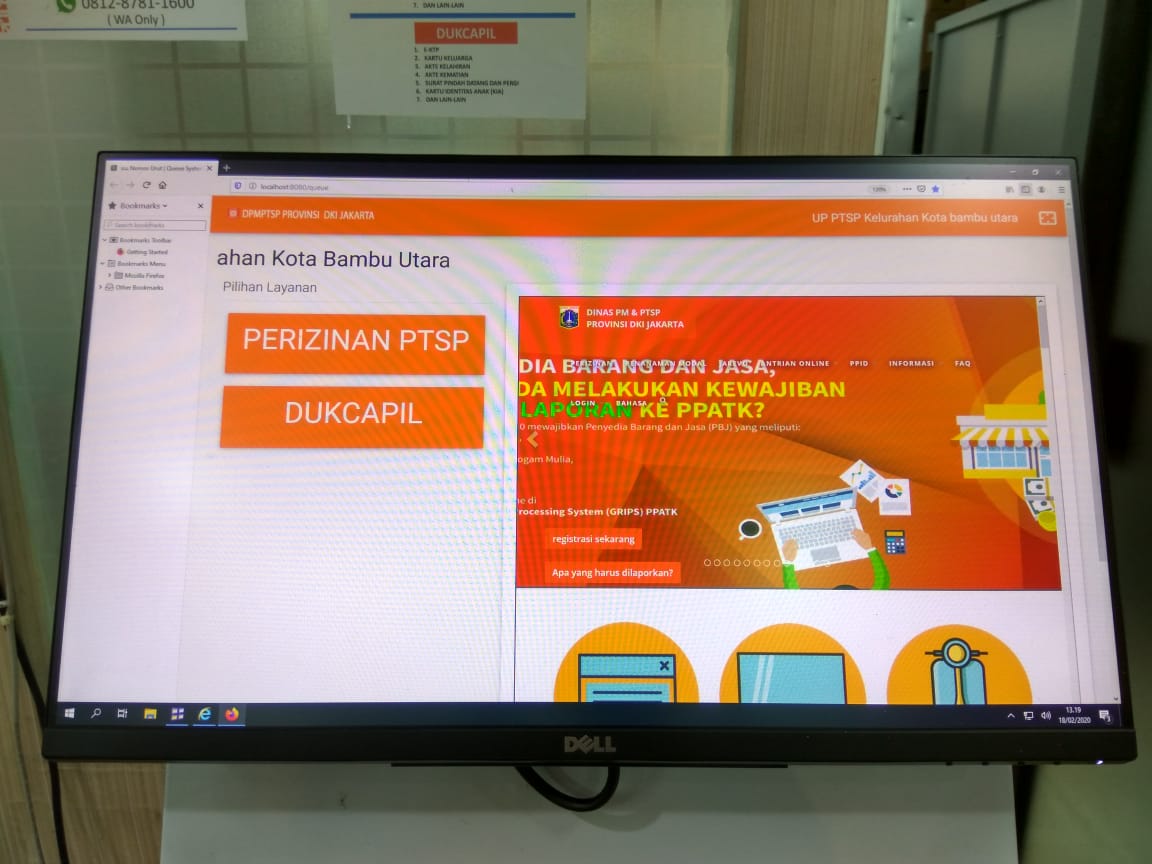 0812-8781-1600
( WA Only )
7. DAN LAIN-LAIN
DUKCAPIL
1. E-KTP
2. KARTU KELUARGA
3. AKTE KELAHIRAN
4. AKTE KEMATIAN
5. SURAT PINDAH DATANG DAN PERGI
6. KARTU IDENTITAS ANAK (KIA)
7. DAN LAIN-LAIN
Nomor Urut | Queue System
localhost:8080/queue
120%
Bookmarks
Search bookmarks
Bookmarks Toolbar
Getting Started
Bookmarks Menu
Mozilla Firefox
Other Bookmarks
DPMPTSP PROVINSI DKI JAKARTA
UP PTSP Kelurahan Kota bambu utara
ahan Kota Bambu Utara
Pilihan Layanan
PERIZINAN PTSP
DUKCAPIL
DINAS PM & PTSP
PROVINSI DKI JAKARTA
PERIZINAN PENANAMAN MODAL JAKEVO ANTRIAN ONLINE PPID INFORMASI FAQ
DIA BARANG DAN JASA,
DA MELAKUKAN KEWAJIBAN
LOGIN BAHASA
LAPORAN KE PPATK?
0 mewajibkan Penyedia Barang dan Jasa (PBJ) yang meliputi:
ogam Mulia,
ne di
rocessing System (GRIPS) PPATK
registrasi sekarang
Apa yang harus dilaporkan?
13.19
18/02/2020
DELL